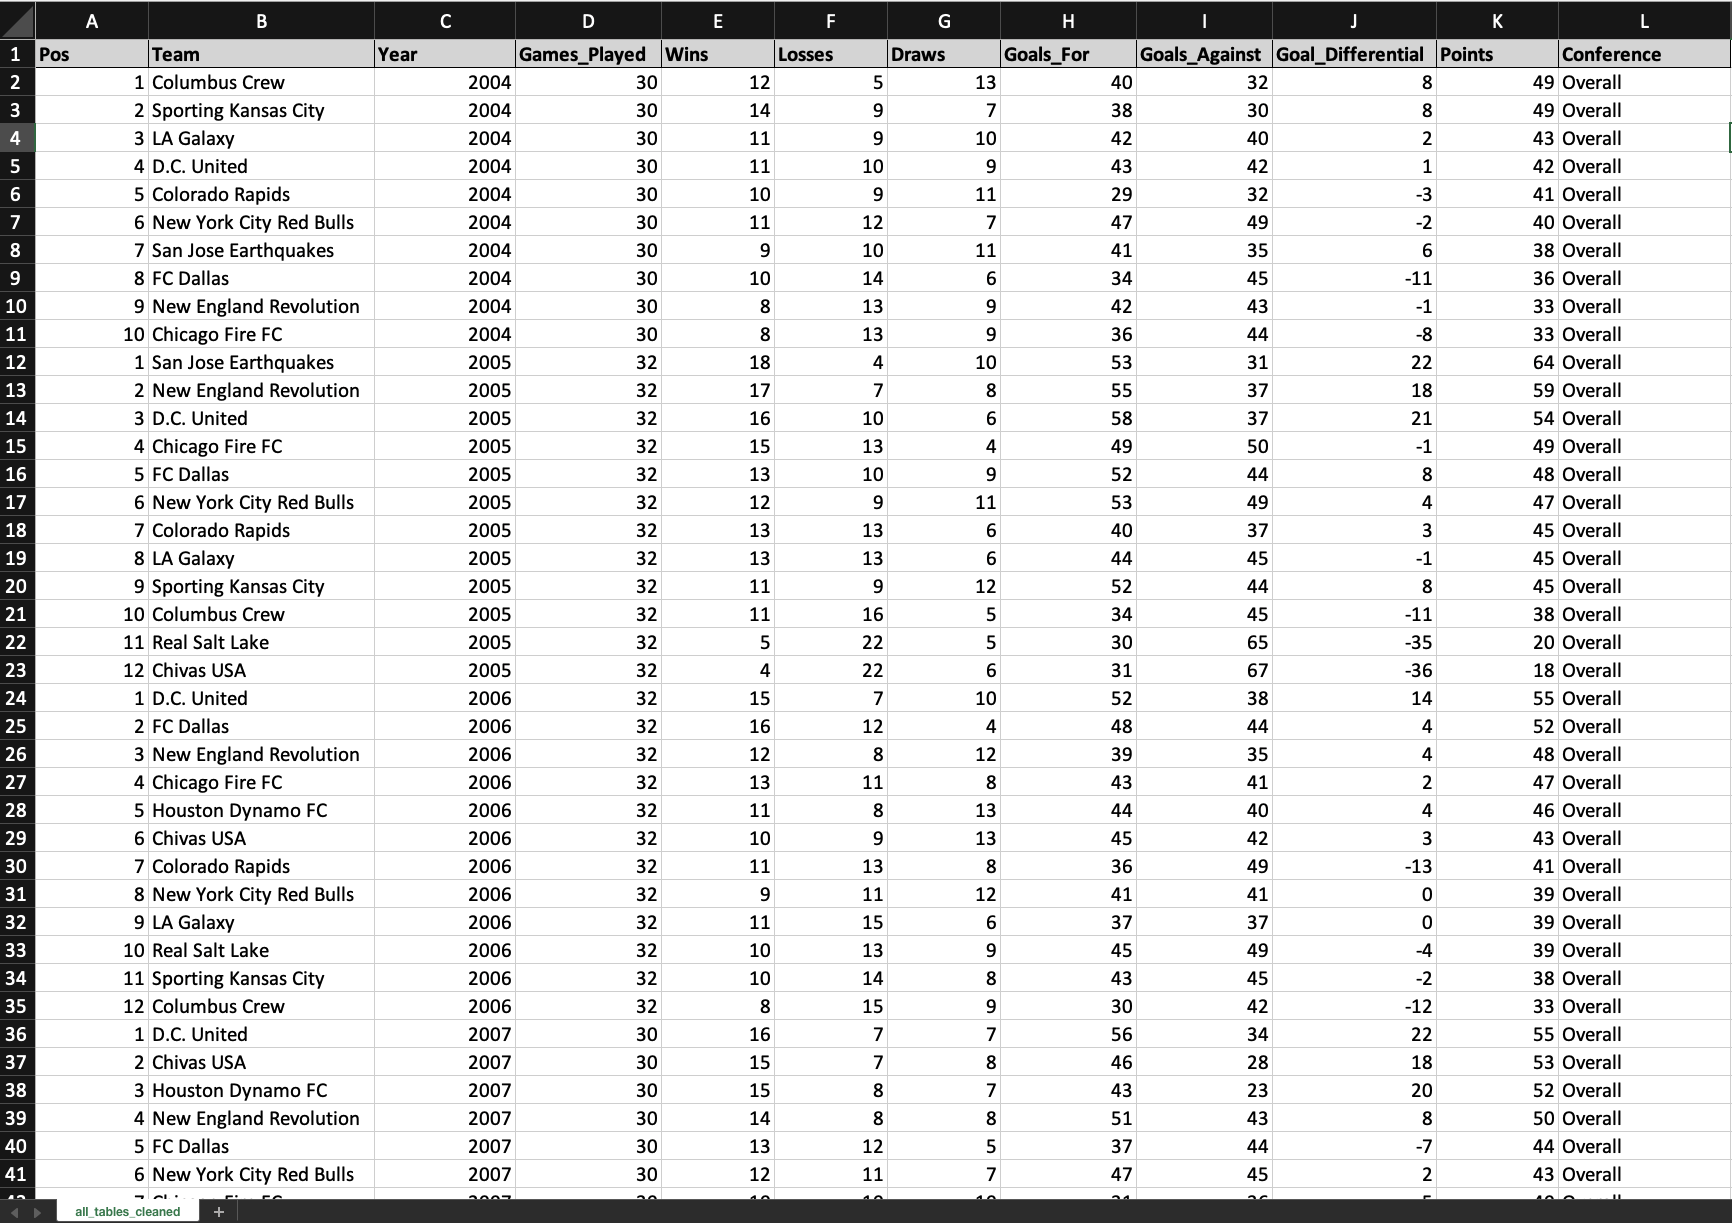 A B C D E F G H I J K L
1 Pos Team Year Games_Played Wins Losses Draws Goals_For Goals_Against Goal_Differential Points Conference
2 1 Columbus Crew 2004 30 12 5 13 40 32 8 49 Overall
3 2 Sporting Kansas City 2004 30 14 9 7 38 30 8 49 Overall
4 3 LA Galaxy 2004 30 11 9 10 42 40 2 43 Overall
5 4 D.C. United 2004 30 11 10 9 43 42 1 42 Overall
6 5 Colorado Rapids 2004 30 10 9 11 29 32 -3 41 Overall
7 6 New York City Red Bulls 2004 30 11 12 7 47 49 -2 40 Overall
8 7 San Jose Earthquakes 2004 30 9 10 11 41 35 6 38 Overall
9 8 FC Dallas 2004 30 10 14 6 34 45 -11 36 Overall
10 9 New England Revolution 2004 30 8 13 9 42 43 -1 33 Overall
11 10 Chicago Fire FC 2004 30 8 13 9 36 44 -8 33 Overall
12 1 San Jose Earthquakes 2005 32 18 4 10 53 31 22 64 Overall
13 2 New England Revolution 2005 32 17 7 8 55 37 18 59 Overall
14 3 D.C. United 2005 32 16 10 6 58 37 21 54 Overall
15 4 Chicago Fire FC 2005 32 15 13 4 49 50 -1 49 Overall
16 5 FC Dallas 2005 32 13 10 9 52 44 8 48 Overall
17 6 New York City Red Bulls 2005 32 12 9 11 53 49 4 47 Overall
18 7 Colorado Rapids 2005 32 13 13 6 40 37 3 45 Overall
19 8 LA Galaxy 2005 32 13 13 6 44 45 -1 45 Overall
20 9 Sporting Kansas City 2005 32 11 9 12 52 44 8 45 Overall
21 10 Columbus Crew 2005 32 11 16 5 34 45 -11 38 Overall
22 11 Real Salt Lake 2005 32 5 22 5 30 65 -35 20 Overall
23 12 Chivas USA 2005 32 4 22 6 31 67 -36 18 Overall
24 1 D.C. United 2006 32 15 7 10 52 38 14 55 Overall
25 2 FC Dallas 2006 32 16 12 4 48 44 4 52 Overall
26 3 New England Revolution 2006 32 12 8 12 39 35 4 48 Overall
27 4 Chicago Fire FC 2006 32 13 11 8 43 41 2 47 Overall
28 5 Houston Dynamo FC 2006 32 11 8 13 44 40 4 46 Overall
29 6 Chivas USA 2006 32 10 9 13 45 42 3 43 Overall
30 7 Colorado Rapids 2006 32 11 13 8 36 49 -13 41 Overall
31 8 New York City Red Bulls 2006 32 9 11 12 41 41 0 39 Overall
32 9 LA Galaxy 2006 32 11 15 6 37 37 0 39 Overall
33 10 Real Salt Lake 2006 32 10 13 9 45 49 -4 39 Overall
34 11 Sporting Kansas City 2006 32 10 14 8 43 45 -2 38 Overall
35 12 Columbus Crew 2006 32 8 15 9 30 42 -12 33 Overall
36 1 D.C. United 2007 30 16 7 7 56 34 22 55 Overall
37 2 Chivas USA 2007 30 15 7 8 46 28 18 53 Overall
38 3 Houston Dynamo FC 2007 30 15 8 7 43 23 20 52 Overall
39 4 New England Revolution 2007 30 14 8 8 51 43 8 50 Overall
40 5 FC Dallas 2007 30 13 12 5 37 44 -7 44 Overall
41 6 New York City Red Bulls 2007 30 12 11 7 47 45 2 43 Overall
all_tables_cleaned +